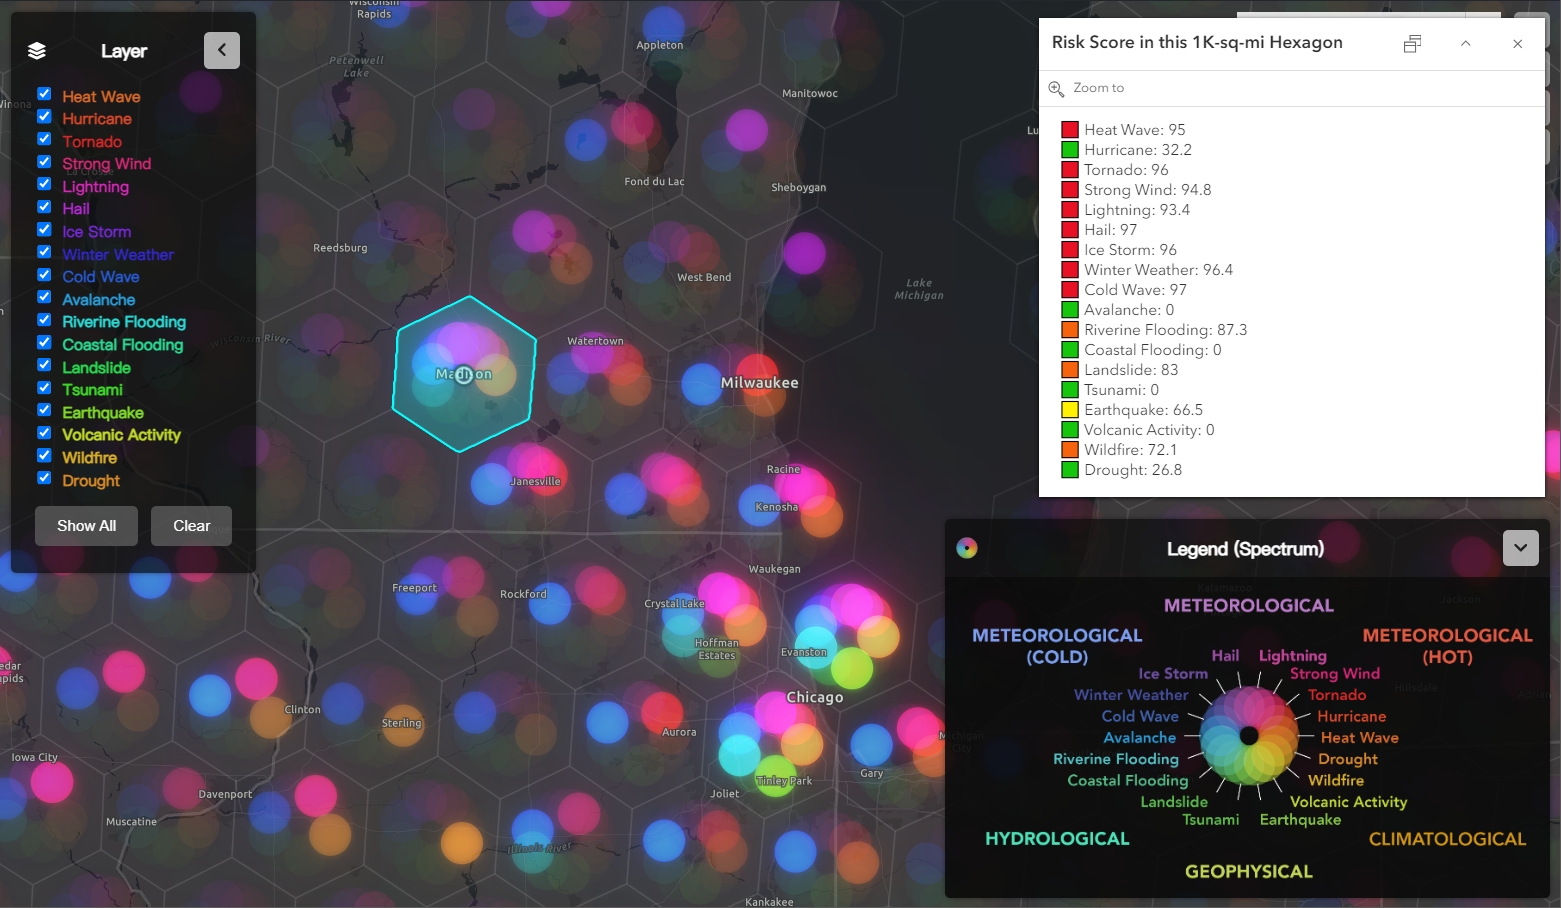 Layer
Heat Wave
Hurricane
Tornado
Strong Wind
Lightning
Hail
Ice Storm
Winter Weather
Cold Wave
Avalanche
Riverine Flooding
Coastal Flooding
Landslide
Tsunami
Earthquake
Volcanic Activity
Wildfire
Drought
Show All
Clear
Wisconsin
Rapids
Appleton
Petenwell
Lake
Manitowoc
La Crosse
Fond du Lac
Sheboygan
Reedsburg
West Bend
Lake
Michigan
Wisconsin River
Watertown
Madison
Milwaukee
Janesville
Racine
Kenosha
Waukegan
Freeport
Rockford
Crystal Lake
Hoffman
Estates
Evanston
Chicago
Clinton
Sterling
Aurora
Iowa City
Gary
Tinley Park
Joliet
Davenport
Muscatine
Illinois River
Kankakee
Michigan
City
Risk Score in this 1K-sq-mi Hexagon
Zoom to
Heat Wave: 95
Hurricane: 32.2
Tornado: 96
Strong Wind: 94.8
Lightning: 93.4
Hail: 97
Ice Storm: 96
Winter Weather: 96.4
Cold Wave: 97
Avalanche: 0
Riverine Flooding: 87.3
Coastal Flooding: 0
Landslide: 83
Tsunami: 0
Earthquake: 66.5
Volcanic Activity: 0
Wildfire: 72.1
Drought: 26.8
Legend (Spectrum)
Kalamazoo
Jackson
Hillsdale
METEOROLOGICAL
METEOROLOGICAL
(COLD)
METEOROLOGICAL
(HOT)
Hail
Lightning
Ice Storm
Strong Wind
Winter Weather
Tornado
Cold Wave
Hurricane
Avalanche
Heat Wave
Riverine Flooding
Drought
Coastal Flooding
Wildfire
Landslide
Volcanic Activity
Tsunami
Earthquake
HYDROLOGICAL
CLIMATOLOGICAL
GEOPHYSICAL